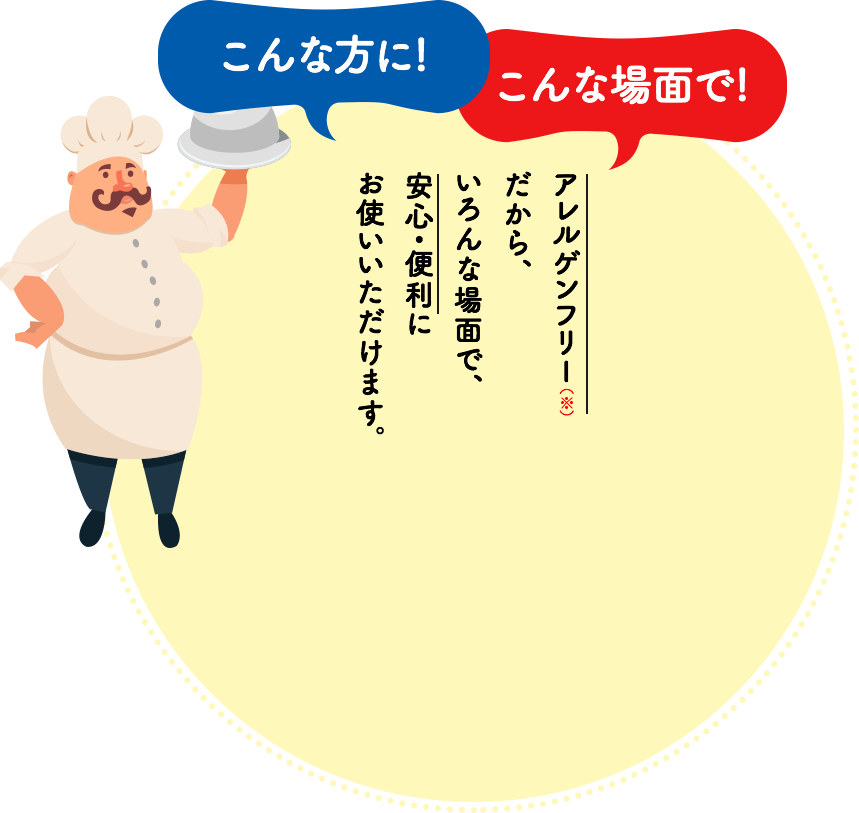 こんな方に!
こんな場面で!
アレルゲンフリー(※)
だから、
いろんな場面で、
安心・便利に
お使いいただけます。